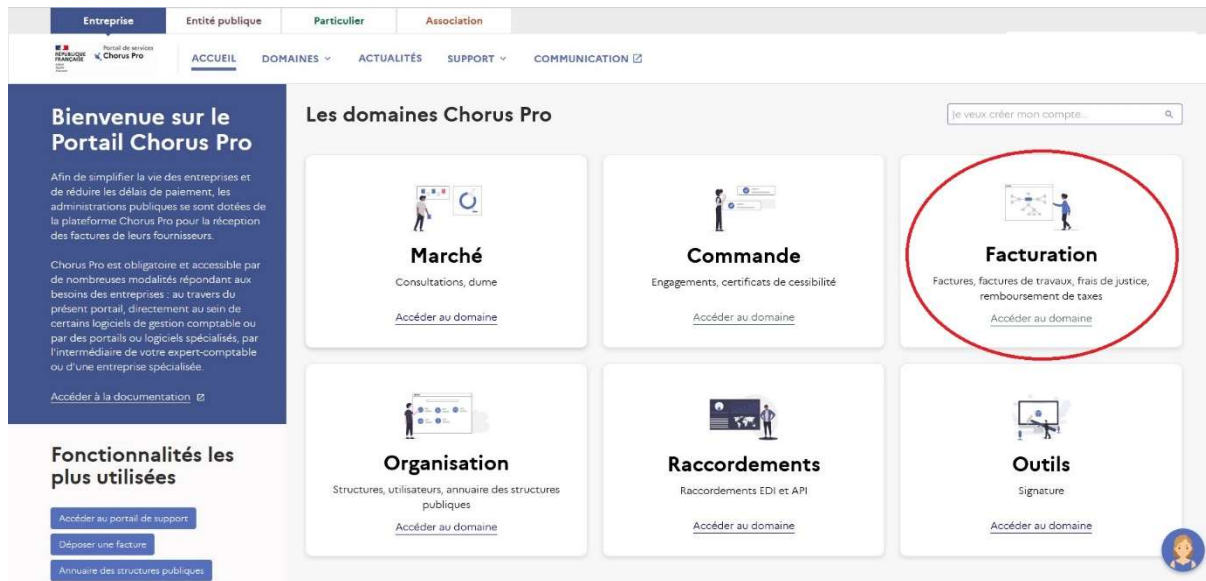 Entreprise
Entité publique
Particulier
Association
RÉPUBLIQUE
FRANÇAISE
Portail de services
Chorus Pro
ACCUEIL
DOMAINES
ACTUALITÉS
SUPPORT
COMMUNICATION
Bienvenue sur le
Portail Chorus Pro
Afin de simplifier la vie des entreprises et
de réduire les délais de paiement, les
administrations publiques se sont dotées de
la plateforme Chorus Pro pour la réception
des factures de leurs fournisseurs.
Chorus Pro est obligatoire et accessible par
de nombreuses modalités répondant aux
besoins des entreprises : au travers du
présent portail, directement au sein de
certains logiciels de gestion comptable ou
par des portails ou logiciels spécialisés, par
l'intermédiaire de votre expert-comptable
ou d'une entreprise spécialisée.
Accéder à la documentation
Fonctionnalités les
plus utilisées
Accéder au portail de support
Déposer une facture
Annuaire des structures publiques
Les domaines Chorus Pro
Je veux créer mon compte...
Marché
Consultations, dume
Accéder au domaine
Commande
Engagements, certificats de cessibilité
Accéder au domaine
Facturation
Factures, factures de travaux, frais de justice,
remboursement de taxes
Accéder au domaine
Organisation
Structures, utilisateurs, annuaire des structures
publiques
Accéder au domaine
Raccordements
Raccordements EDI et API
Accéder au domaine
Outils
Signature
Accéder au domaine